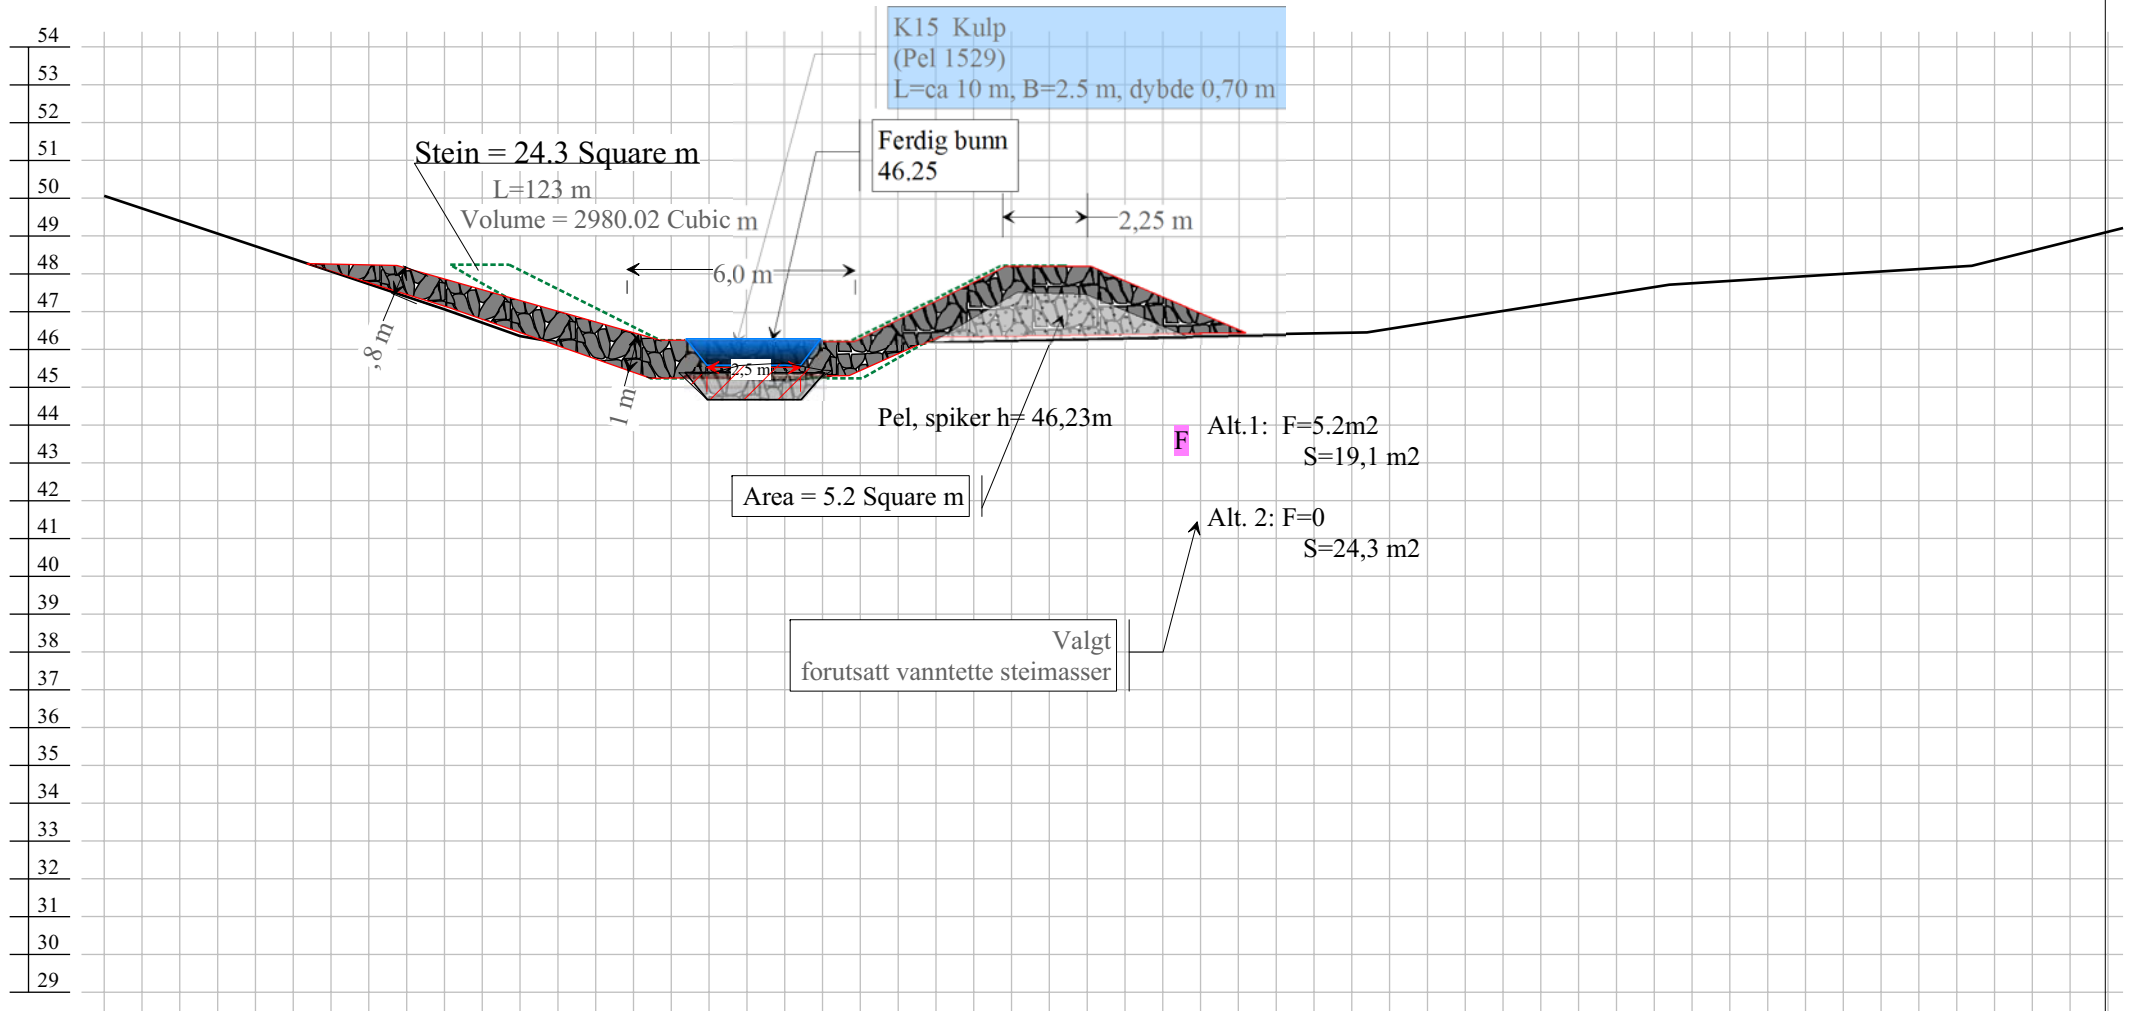 K15 Kulp
(Pel 1529)
L=ca 10 m, B=2.5 m, dybde 0,70 m
Ferdig bunn
46.25
Stein = 24.3 Square m
L=123 m
Volume = 2980.02 Cubic m
2,25 m
6,0 m
,8 m
1 m
2,5 m
Pel, spiker h= 46,23m
F
Alt.1: F=5.2m2
S=19,1 m2
Area = 5.2 Square m
Alt. 2: F=0
S=24,3 m2
Valgt
forutsatt vanntette steimasser
54
53
52
51
50
49
48
47
46
45
44
43
42
41
40
39
38
37
36
35
34
33
32
31
30
29